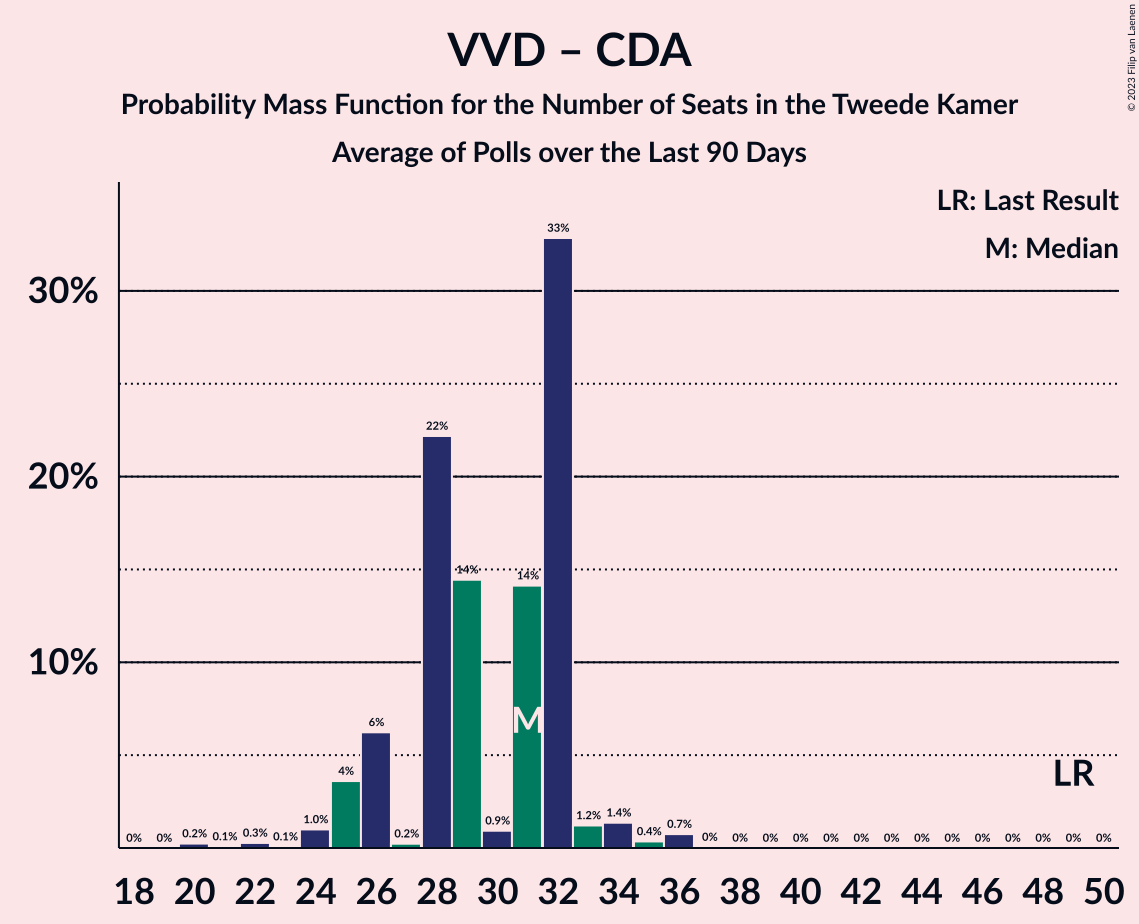 VVD – CDA
Probability Mass Function for the Number of Seats in the Tweede Kamer
Average of Polls over the Last 90 Days
© 2023 Filip van Laenen
LR: Last Result
M: Median
30%
20%
10%
0% 0% 0.2% 0.1% 0.3% 0.1% 1.0% 4% 6% 0.2% 22% 14% 0.9% 14% 33% 1.2% 1.4% 0.4% 0.7% 0% 0% 0% 0% 0% 0% 0% 0% 0% 0% 0% 0% 0% 0%
M
LR
18 20 22 24 26 28 30 32 34 36 38 40 42 44 46 48 50